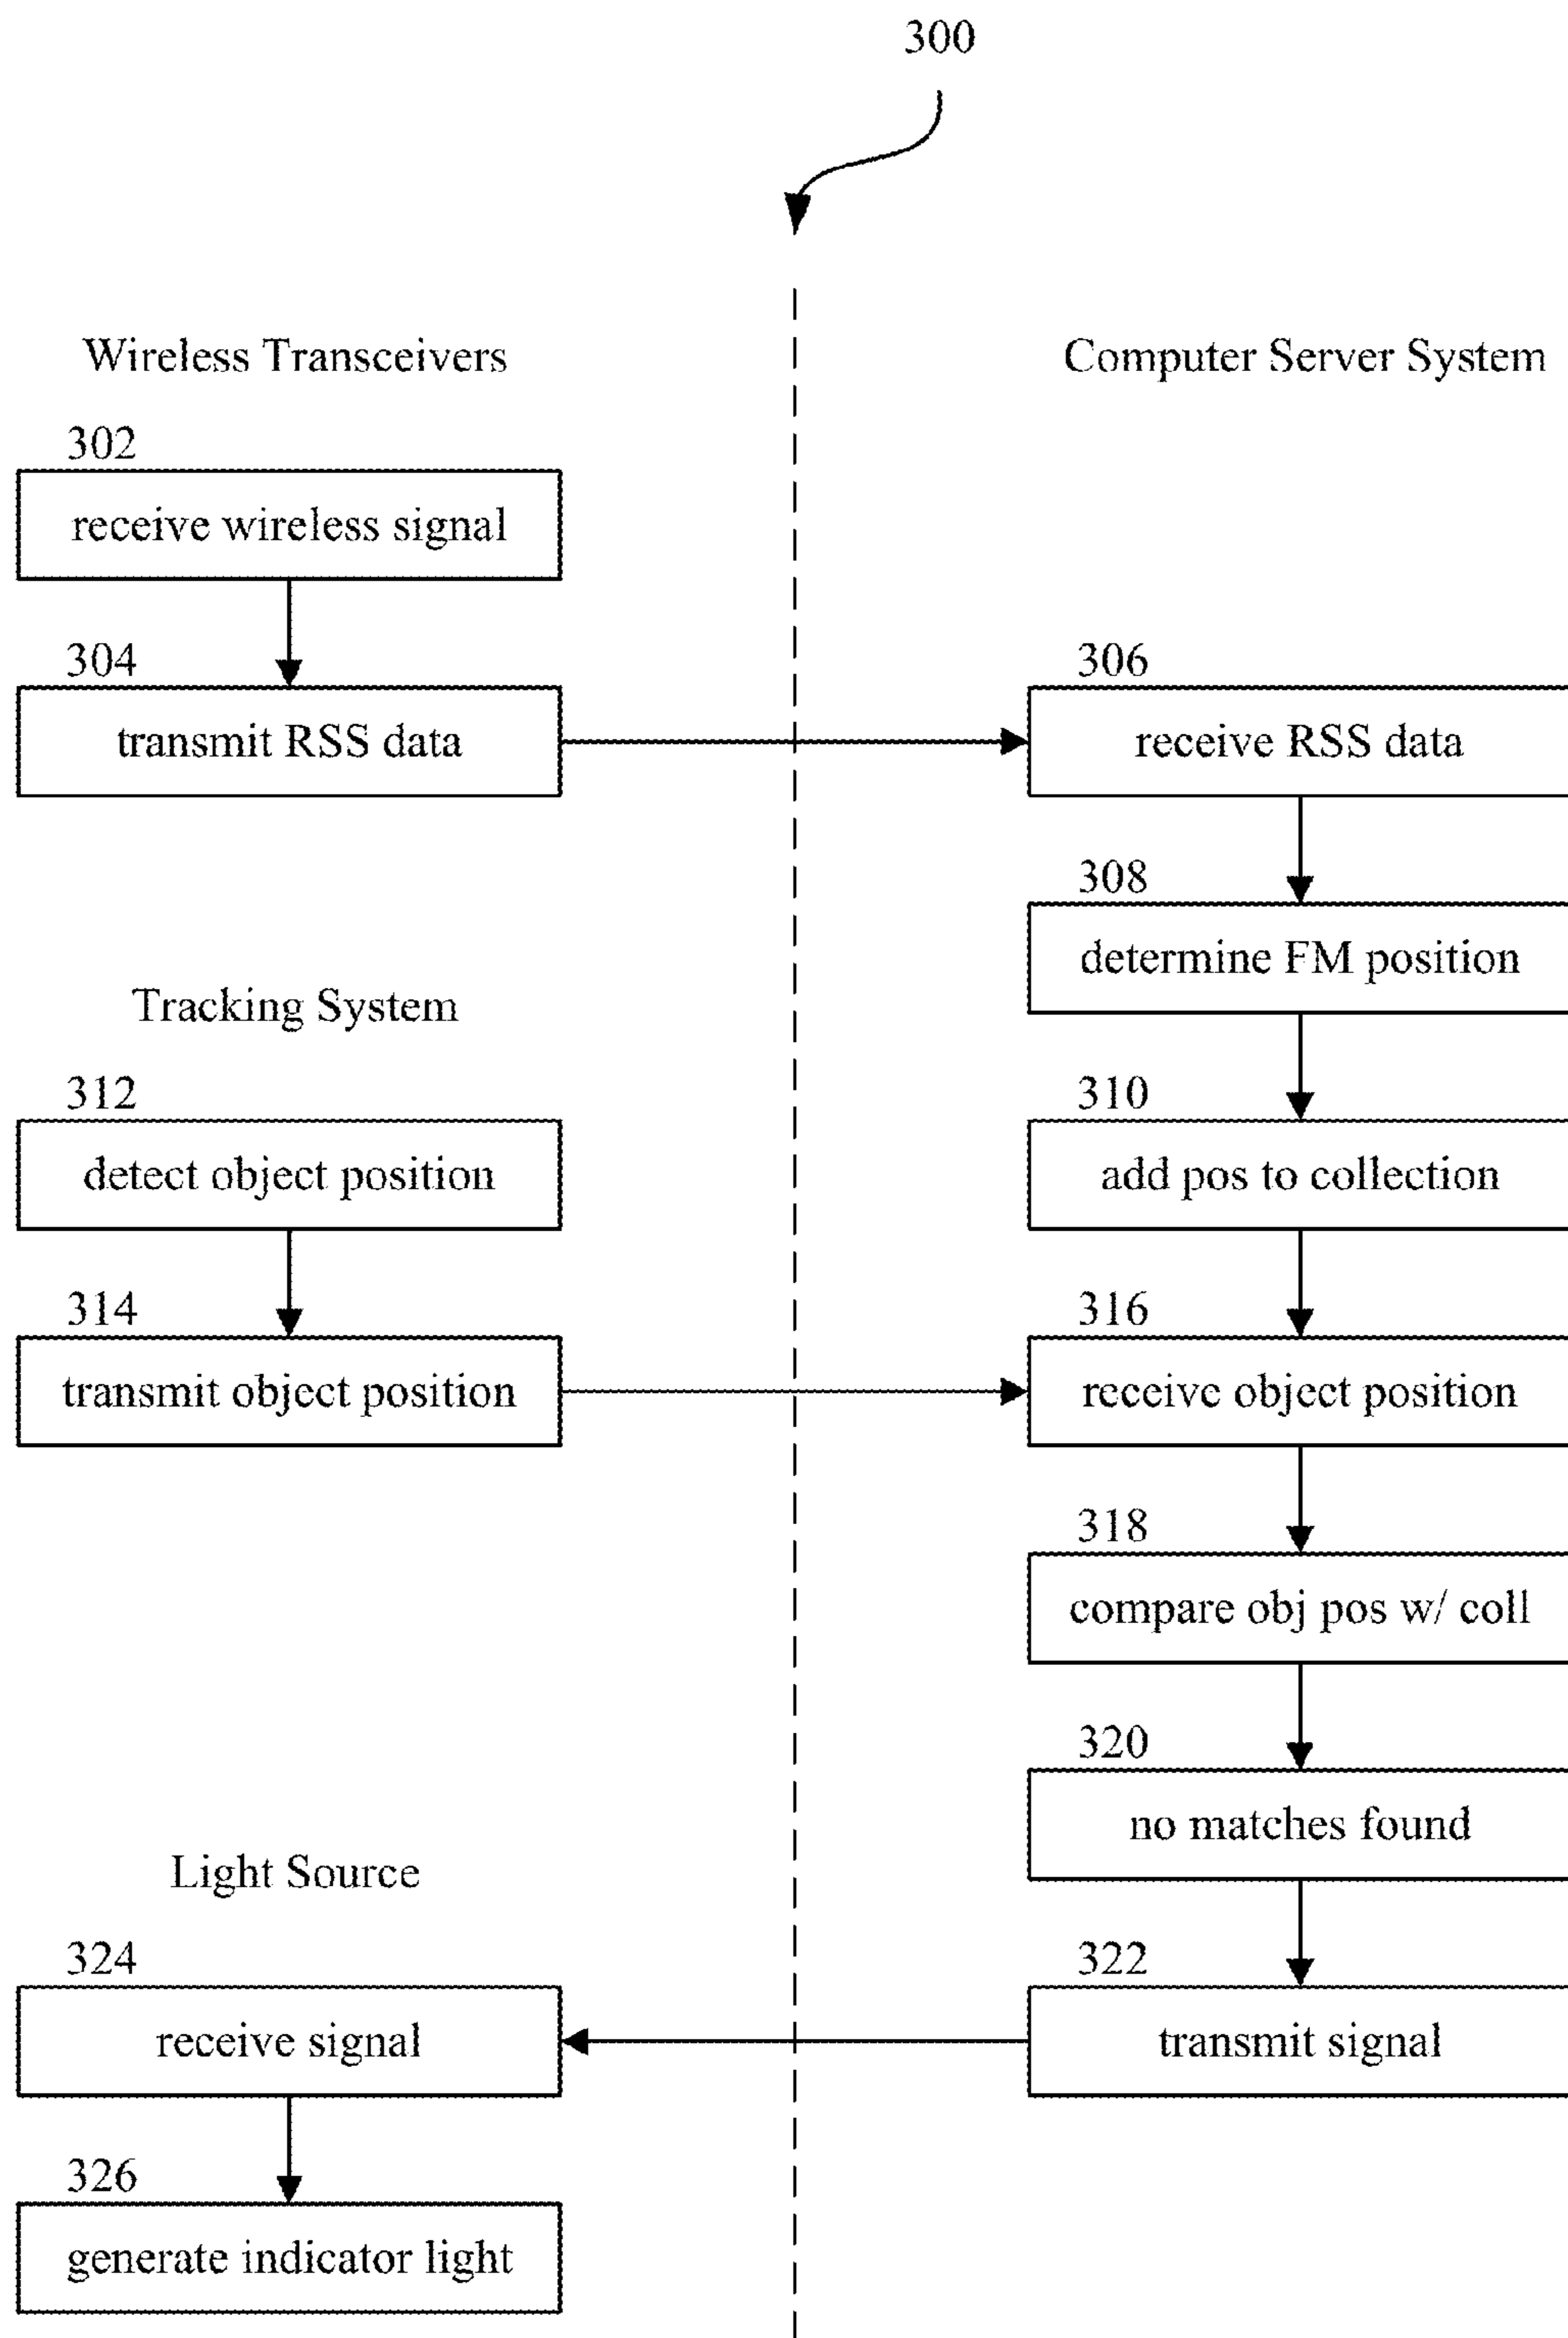 300
Wireless Transceivers
Computer Server System
302
receive wireless signal
304
transmit RSS data
306
receive RSS data
308
determine FM position
310
add pos to collection
Tracking System
312
detect object position
314
transmit object position
316
receive object position
318
compare obj pos w/ coll
320
no matches found
322
transmit signal
Light Source
324
receive signal
326
generate indicator light